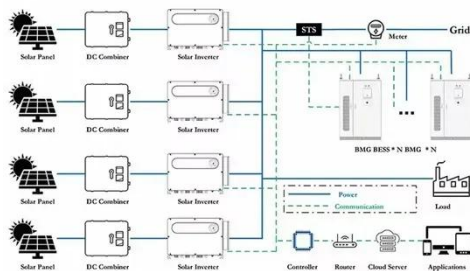 STS
Meter
Grid
Solar Panel
DC Combiner
Solar Inverter
Solar Panel
DC Combiner
Solar Inverter
BMG BESS * N BMG * N
Solar Panel
DC Combiner
Solar Inverter
Power
Communication
Load
Solar Panel
DC Combiner
Solar Inverter
Controller
Router
Cloud Server
Applications